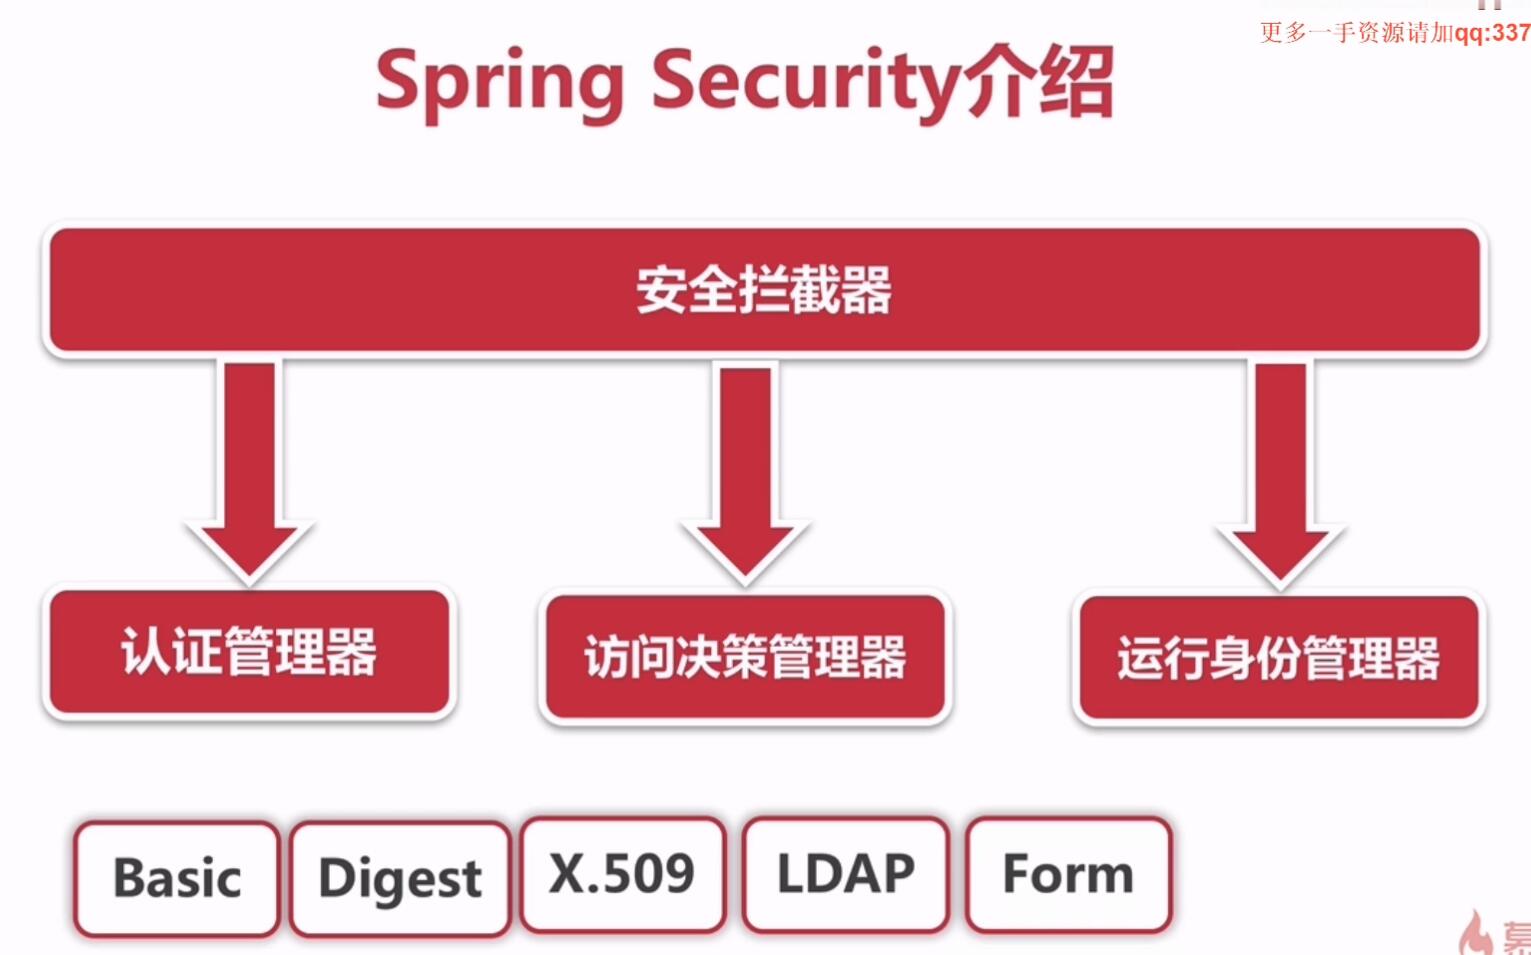 更多一手资源请加qq:337
Spring Security介绍
安全拦截器
认证管理器
访问决策管理器
运行身份管理器
Basic
Digest
X.509
LDAP
Form